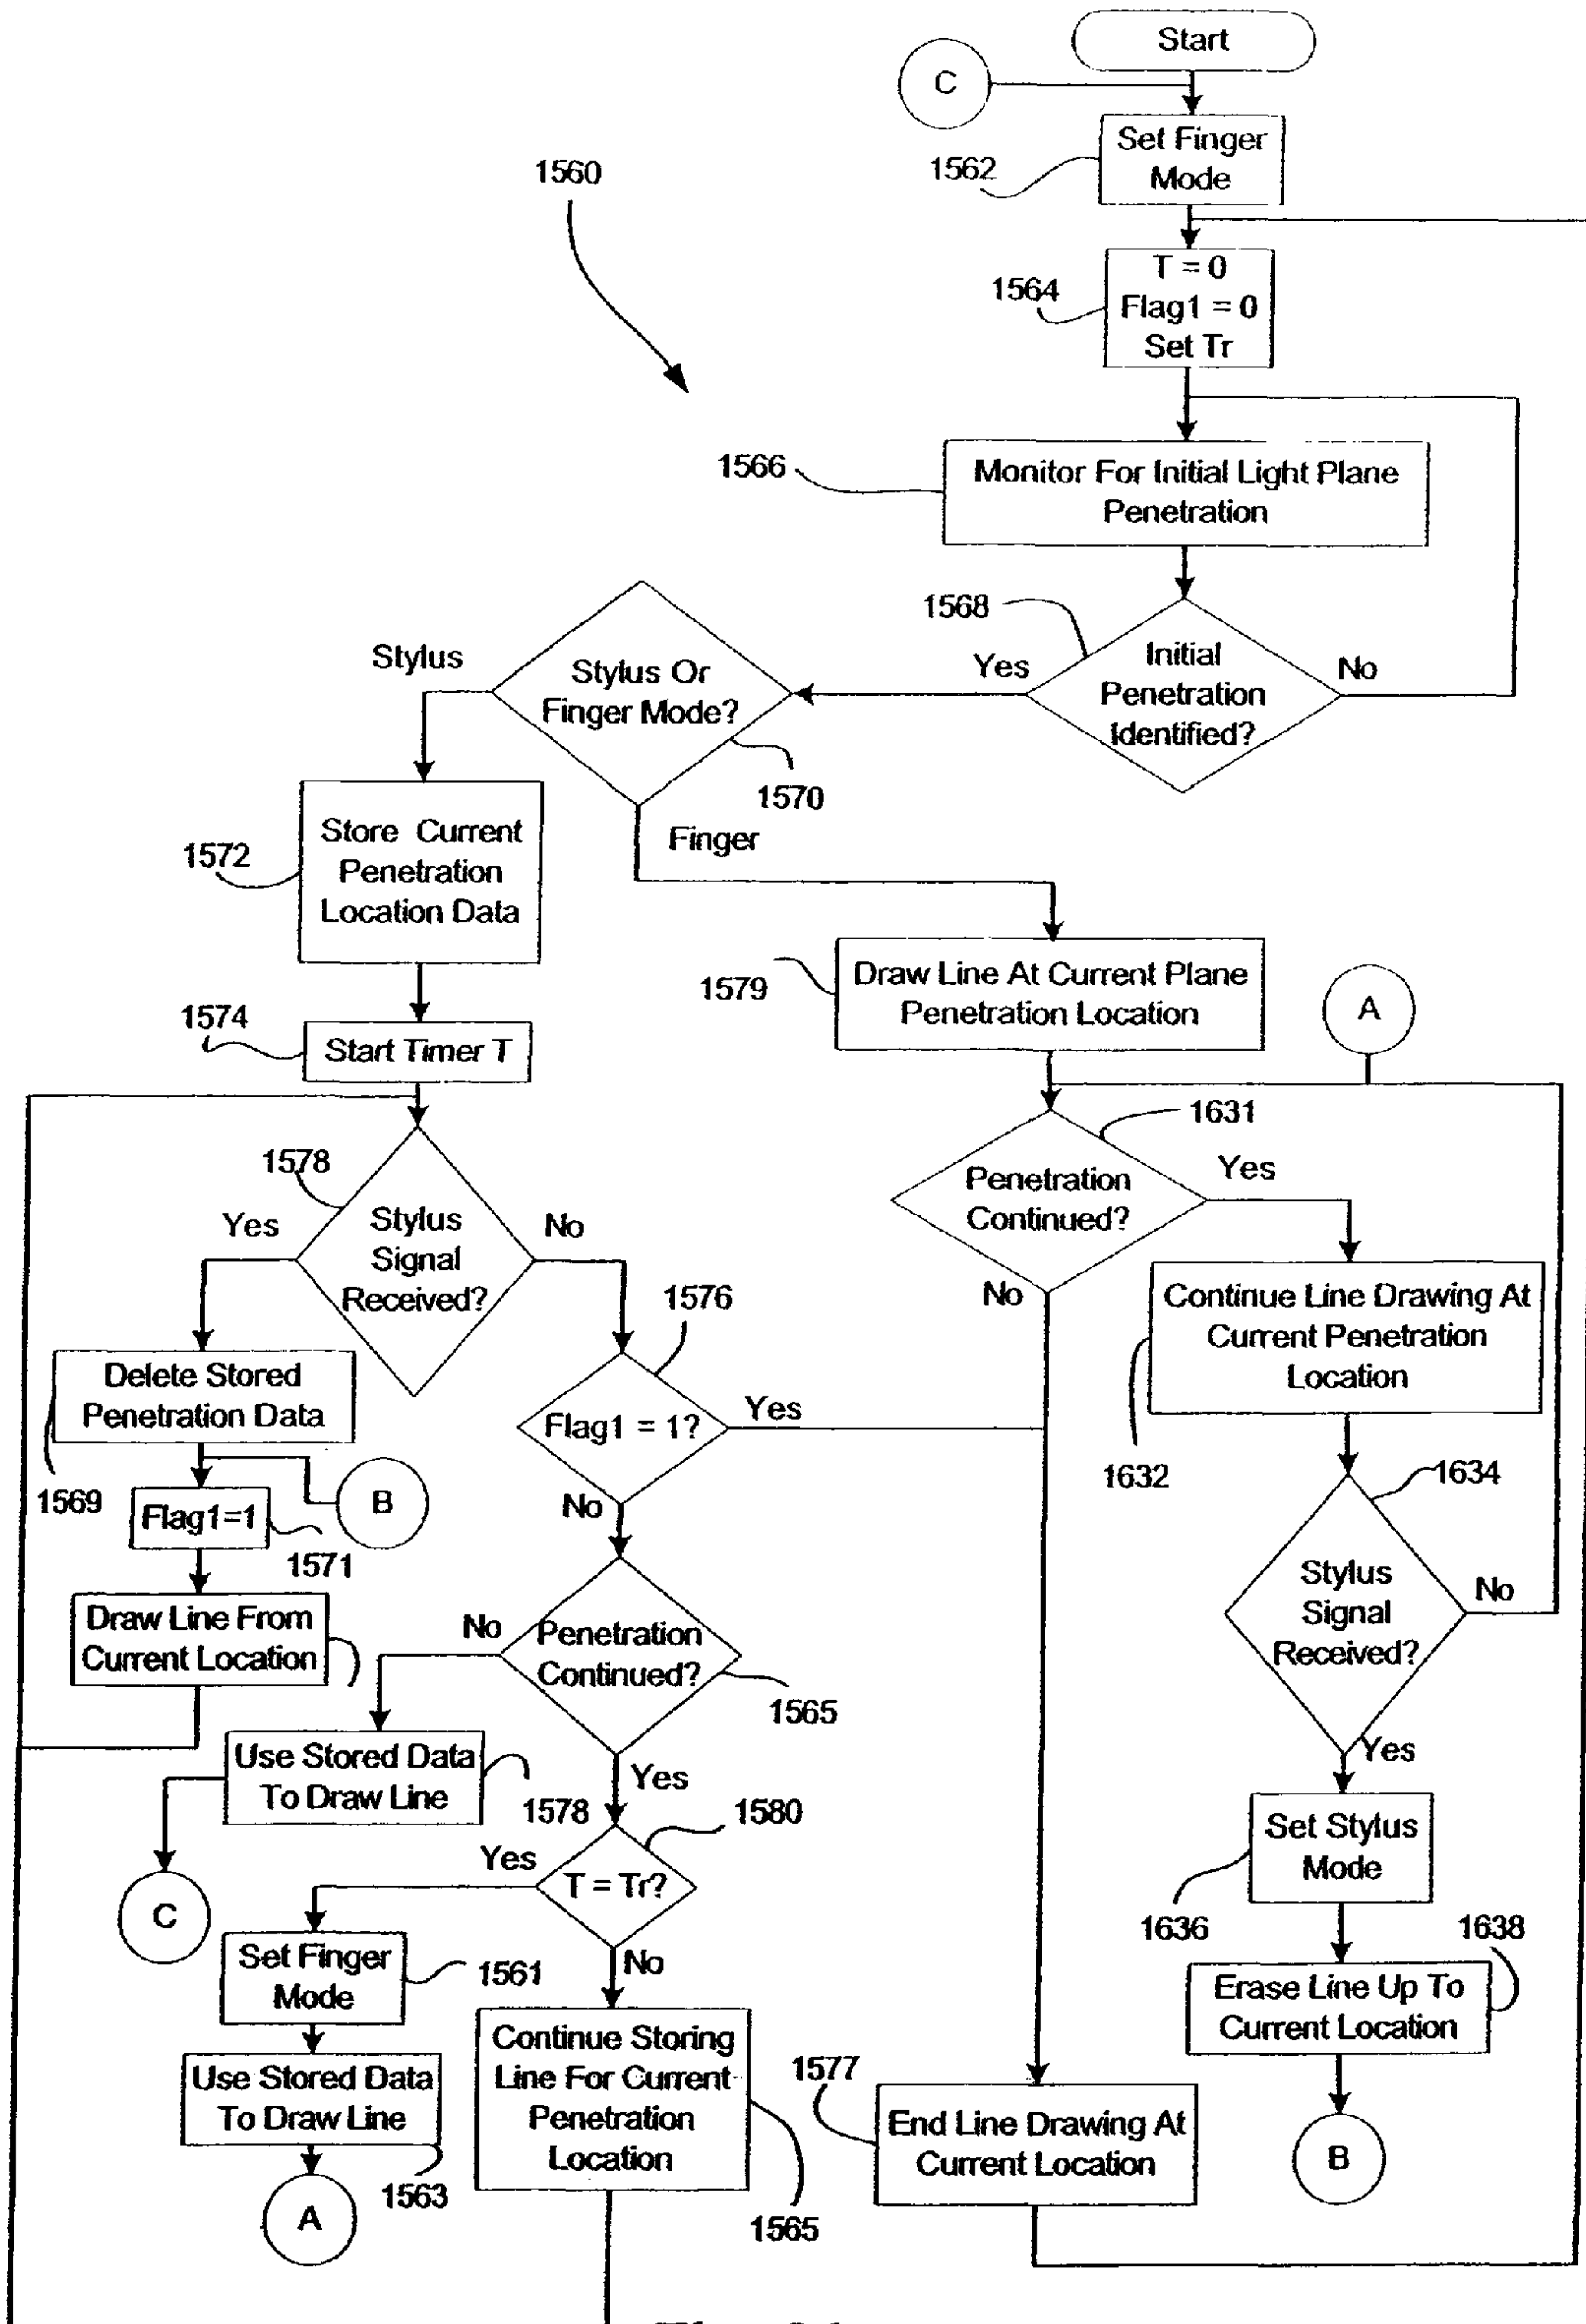 Start
C
Set Finger
Mode
1562
1560
T = 0
Flag1 = 0
Set Tr
1564
Monitor For Initial Light Plane
Penetration
1566
1568
Initial
Penetration
Identified?
Yes
No
Stylus
Stylus Or
Finger Mode?
1570
Finger
Store Current
Penetration
Location Data
1572
1579
Draw Line At Current Plane
Penetration Location
A
1574
Start Timer T
1631
1578
Yes
Stylus
Signal
Received?
No
Penetration
Continued?
Yes
No
1576
Continue Line Drawing At
Current Penetration
Location
1632
Delete Stored
Penetration Data
1569
Flag1 = 1?
Yes
No
B
Flag1=1
1571
1634
Stylus
Signal
Received?
No
Yes
Draw Line From
Current Location
No
Penetration
Continued?
1565
Yes
Use Stored Data
To Draw Line
1578
1580
C
Yes
T = Tr?
No
Set Stylus
Mode
1636
1638
Set Finger
Mode
1561
Erase Line Up To
Current Location
Continue Storing
Line For Current
Penetration
Location
1565
1577
Use Stored Data
To Draw Line
1563
End Line Drawing At
Current Location
B
A